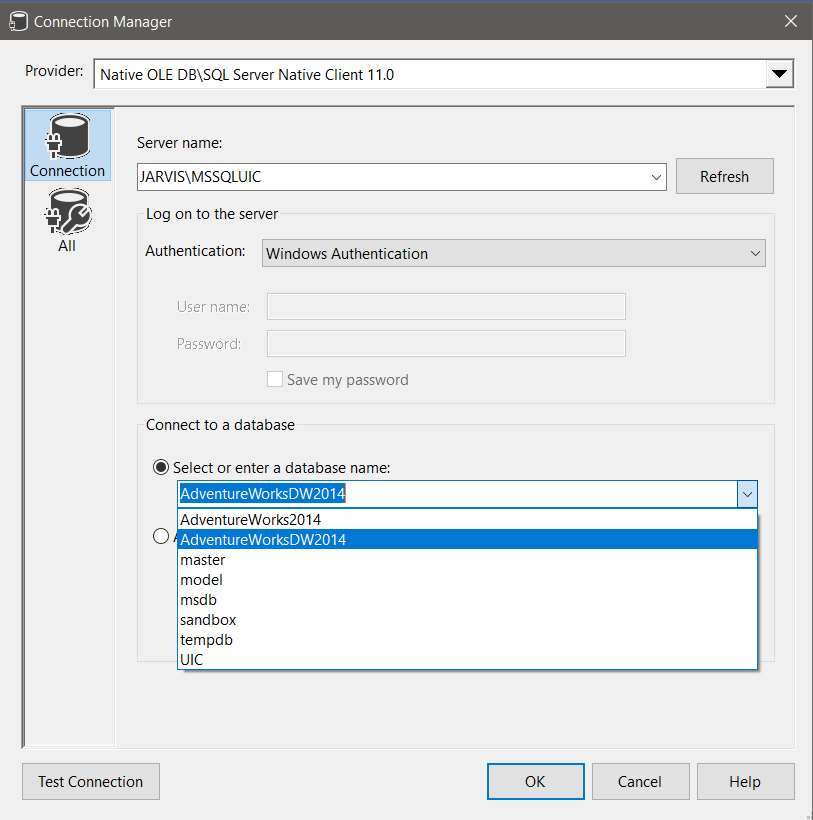 Connection Manager
Provider: Native OLE DB\SQL Server Native Client 11.0
Connection
All
Server name:
JARVIS\MSSQLUIC
Refresh
Log on to the server
Authentication: Windows Authentication
User name:
Password:
Save my password
Connect to a database
Select or enter a database name:
AdventureWorksDW2014
AdventureWorks2014
AdventureWorksDW2014
master
model
msdb
sandbox
tempdb
UIC
Test Connection
OK
Cancel
Help